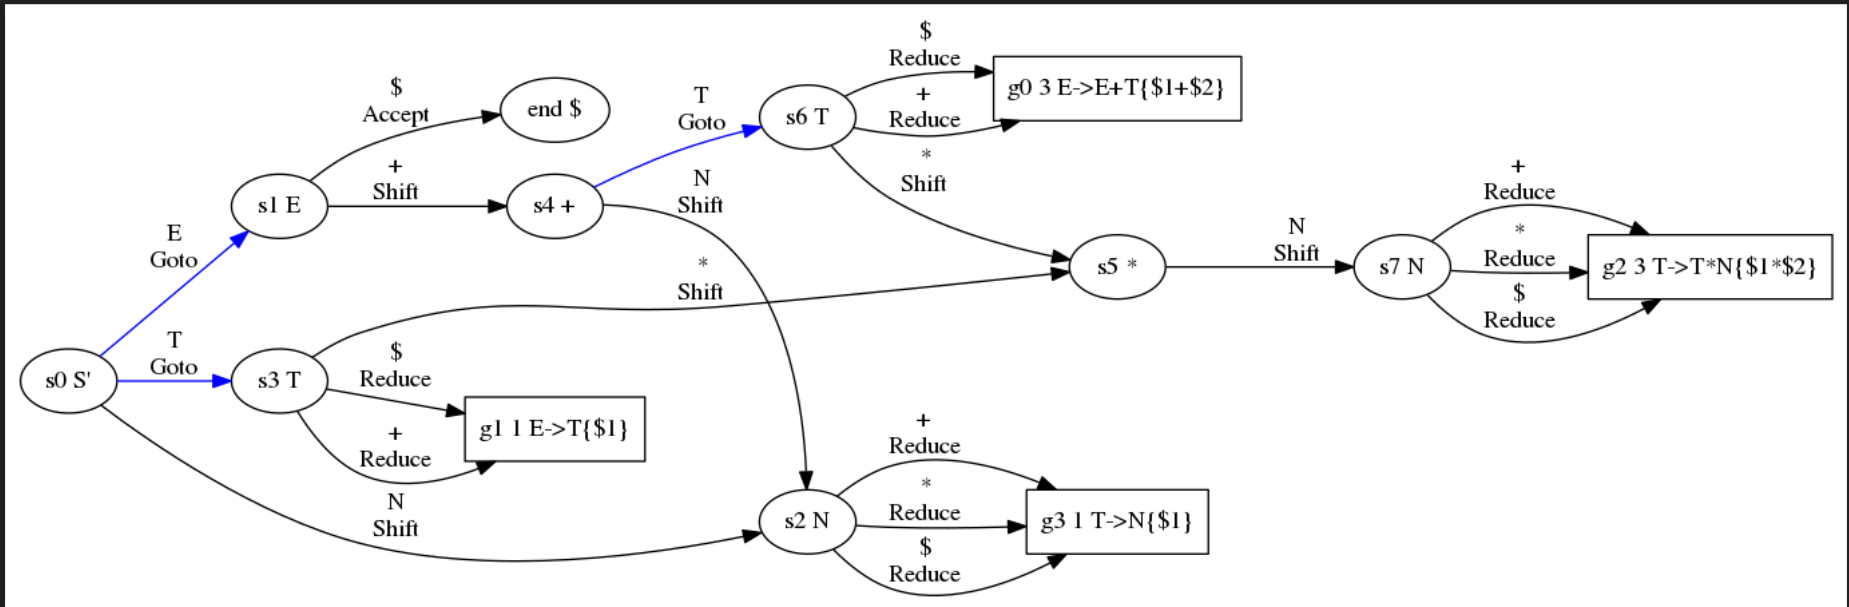 $
Reduce
g0 3 E->E+T{$1+$2}
+
Reduce
$
Accept
end $
T
Goto
s6 T
*
Shift
+
Shift
s1 E
s4 +
N
Shift
+
Reduce
E
Goto
*
Shift
s5 *
N
Shift
s7 N
*
Reduce
g2 3 T->T*N{$1*$2}
$
Reduce
T
Goto
s0 S'
s3 T
$
Reduce
g1 1 E->T{$1}
+
Reduce
N
Shift
+
Reduce
s2 N
*
Reduce
g3 1 T->N{$1}
$
Reduce